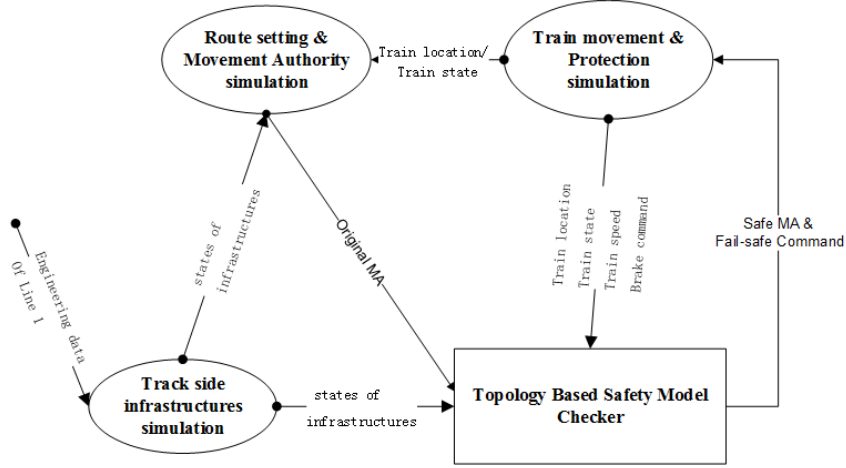 Route setting &
Movement Authority
simulation
Train location/
Train state
Train movement &
Protection
simulation
states of
infrastructures
Original MA
Train location
Train state
Train speed
Brake command
Safe MA &
Fail-safe Command
Engineering data
Of Line 1
Track side
infrastructures
simulation
states of
infrastructures
Topology Based Safety Model
Checker